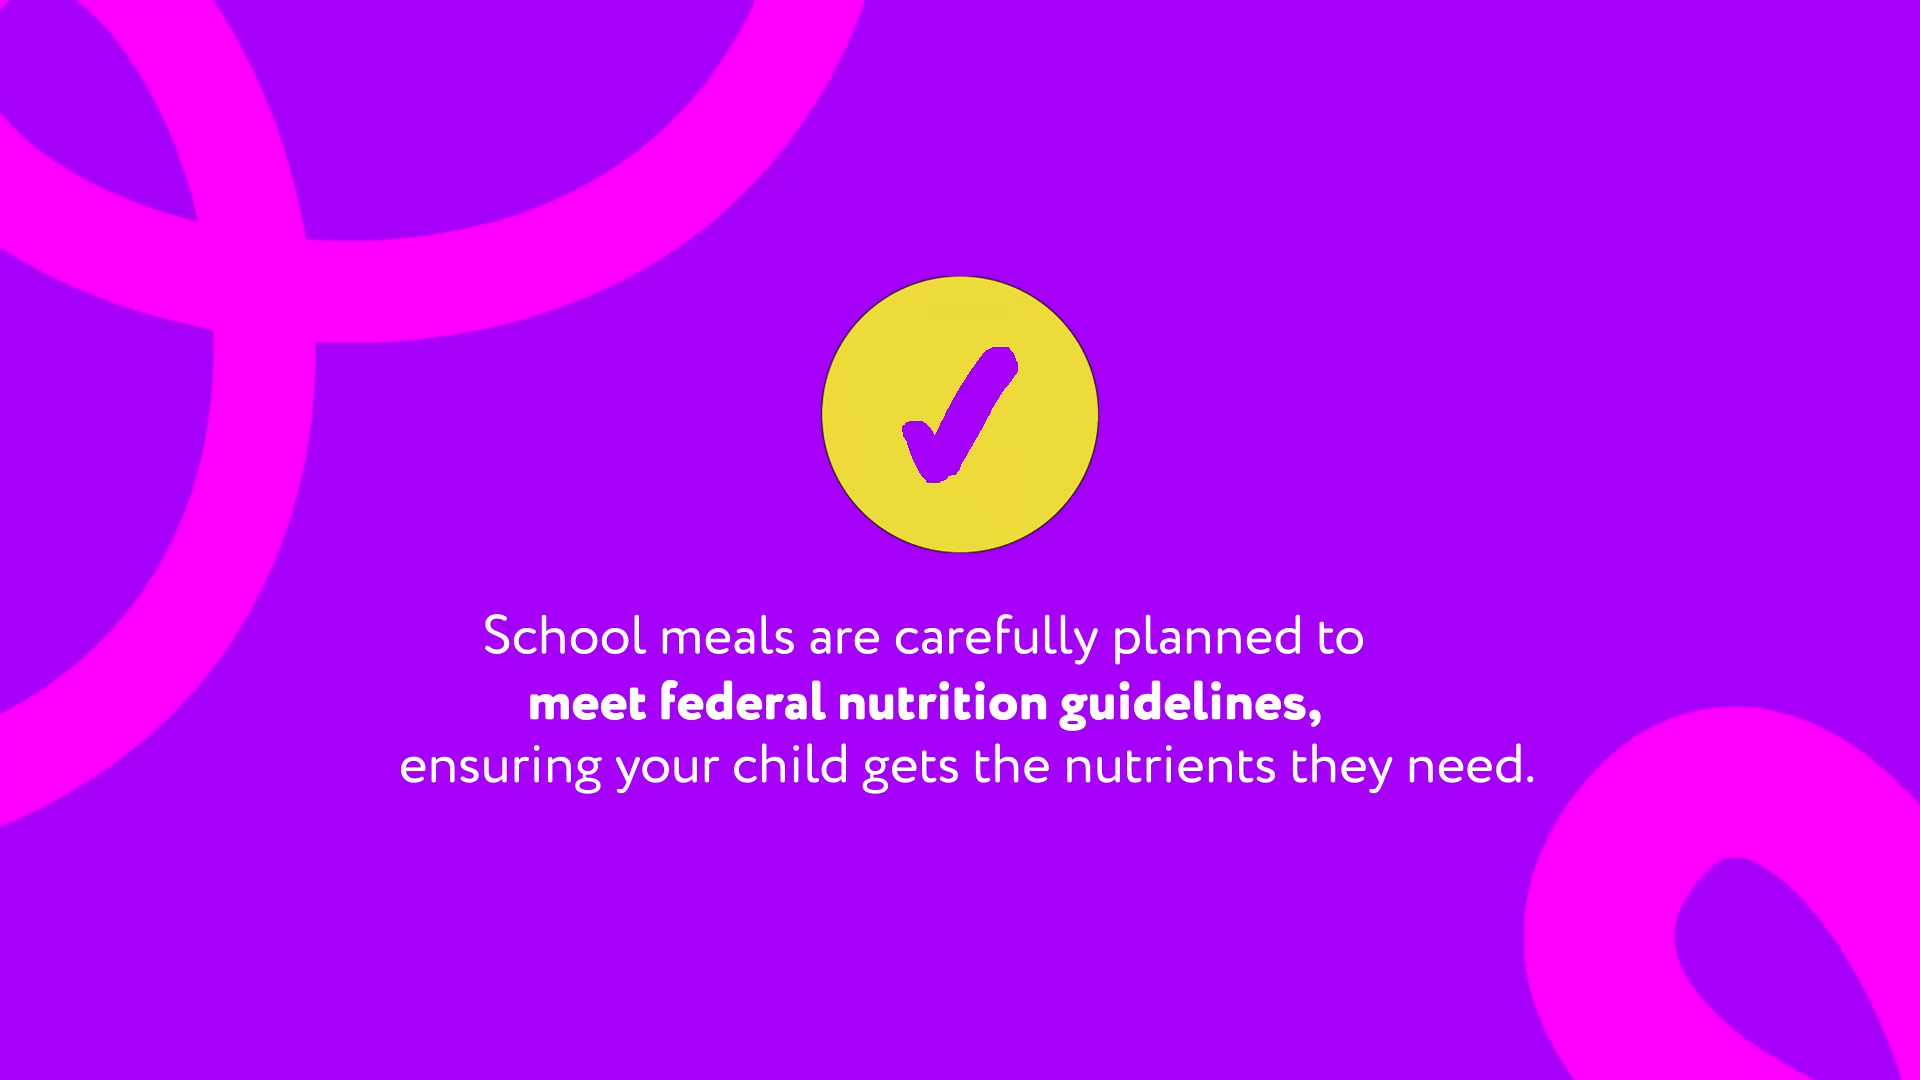 School meals are carefully planned to
meet federal nutrition guidelines,
ensuring your child gets the nutrients they need.